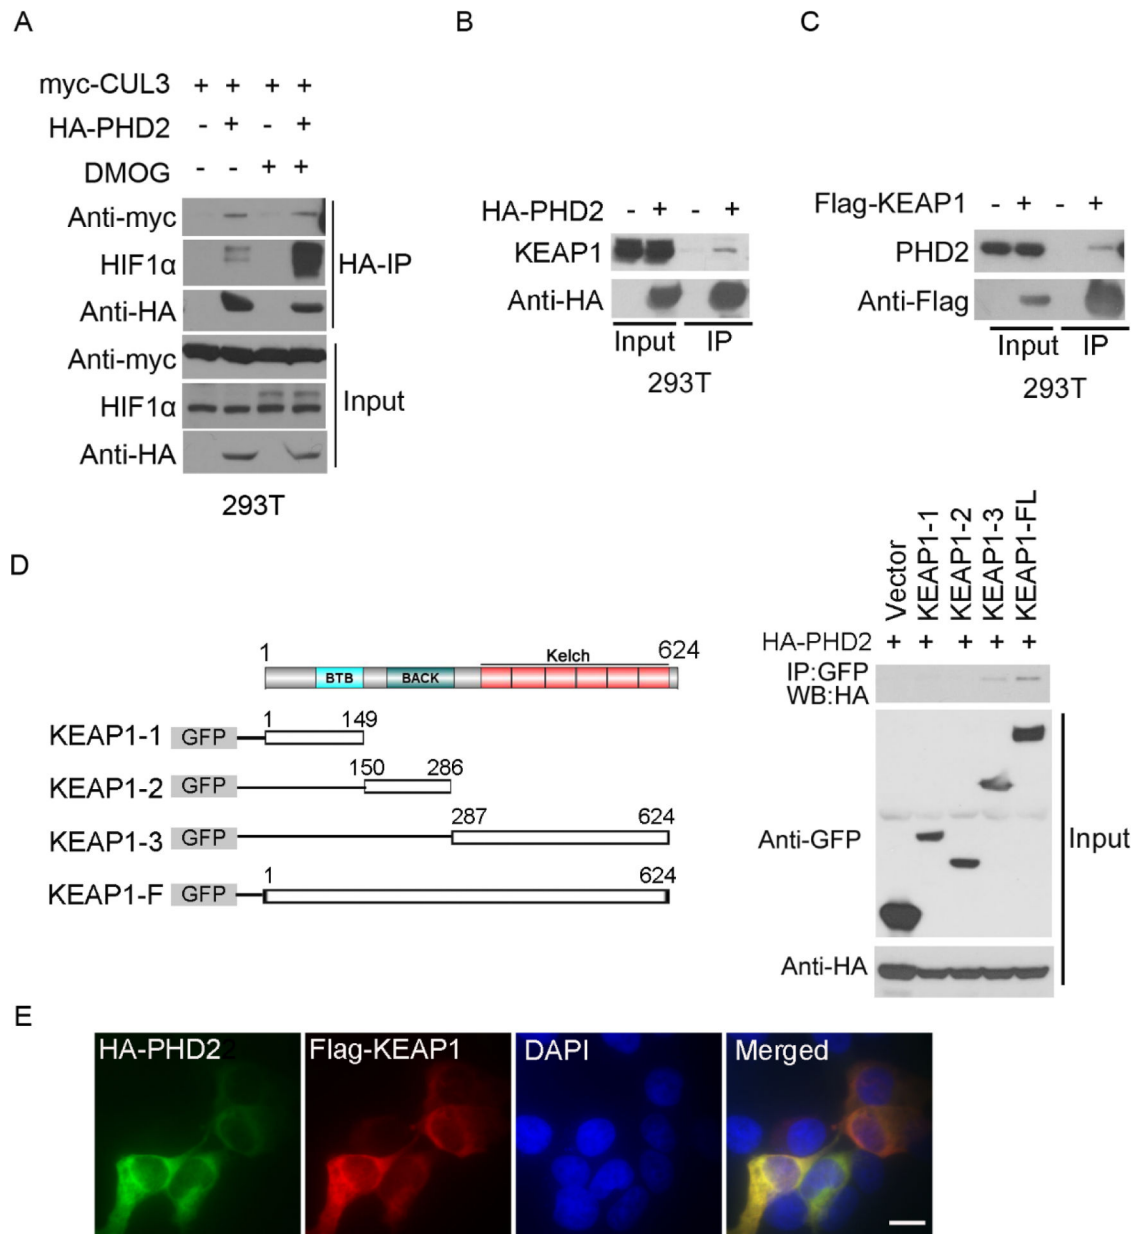 A
myc-CUL3 + + + +
HA-PHD2 - + - +
DMOG - - + +
Anti-myc
HIF1α
Anti-HA
HA-IP
Anti-myc
HIF1α
Anti-HA
Input
293T
B
HA-PHD2 - + - +
KEAP1
Anti-HA
Input IP
293T
C
Flag-KEAP1 - + - +
PHD2
Anti-Flag
Input IP
293T
D
1 624
Kelch
BTB BACK
KEAP1-1 GFP 1 149
KEAP1-2 GFP 150 286
KEAP1-3 GFP 287 624
KEAP1-F GFP 1 624
Vector
KEAP1-1
KEAP1-2
KEAP1-3
KEAP1-FL
HA-PHD2 + + + + +
IP:GFP
WB:HA
Anti-GFP
Anti-HA
Input
E
HA-PHD22
Flag-KEAP1
DAPI
Merged